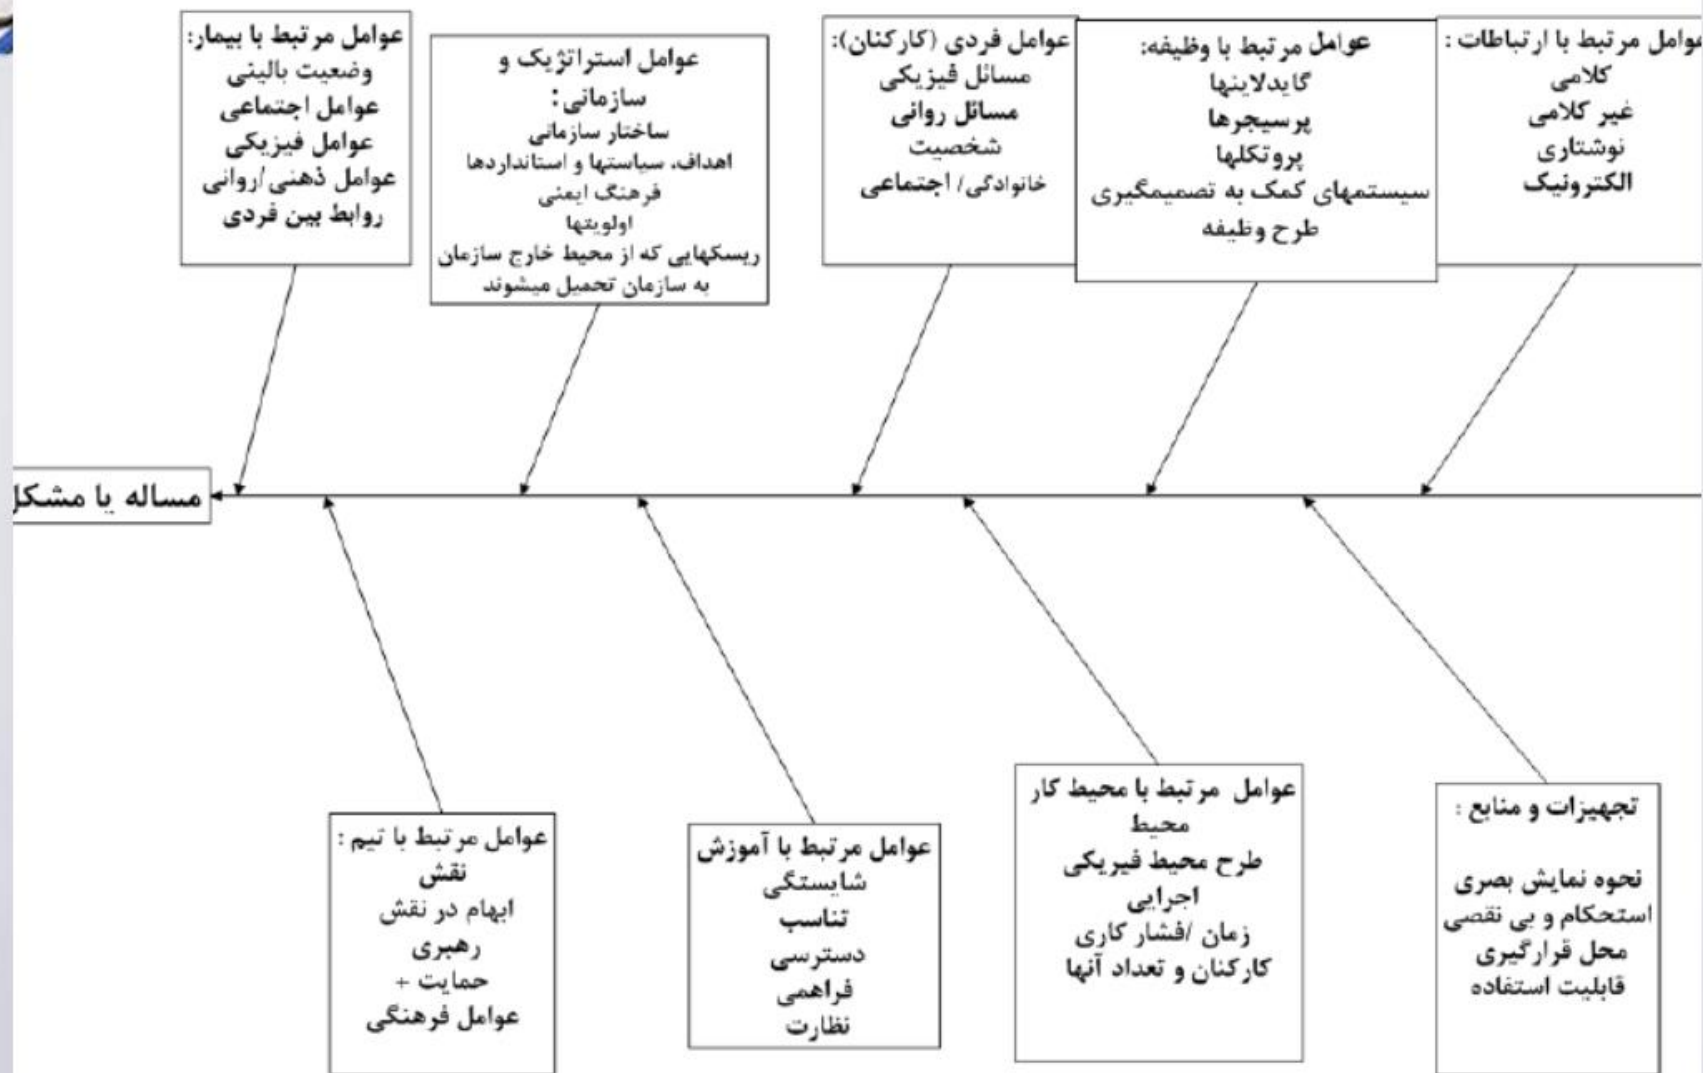 عوامل مرتبط با ارتباطات :
کلامی
غیر کلامی
نوشتاری
الکترونیک
عوامل مرتبط با وظیفه:
گایدلاینها
پرسیجرها
پروتکلها
سیستمهای کمک به تصمیمگیری
طرح وظیفه
عوامل فردی (کارکنان):
مسائل فیزیکی
مسائل روانی
شخصیت
خانوادگی/ اجتماعی
عوامل استراتژیک و
سازمانی:
ساختار سازمانی
اهداف، سیاستها و استانداردها
فرهنگ ایمنی
اولویتها
ریسکهایی که از محیط خارج سازمان
به سازمان تحمیل میشوند
عوامل مرتبط با بیمار:
وضعیت بالینی
عوامل اجتماعی
عوامل فیزیکی
عوامل ذهنی/روانی
روابط بین فردی
مساله یا مشکل
تجهیزات و منابع :
نحوه نمایش بصری
استحکام و بی نقصی
محل قرارگیری
قابلیت استفاده
عوامل مرتبط با محیط کار
محیط
طرح محیط فیریکی
اجرایی
زمان /فشار کاری
کارکنان و تعداد آنها
عوامل مرتبط با آموزش
شایستگی
تناسب
دسترسی
فراهمی
نظارت
عوامل مرتبط با تیم :
نقش
ابهام در نقش
رهبری
حمایت +
عوامل فرهنگی